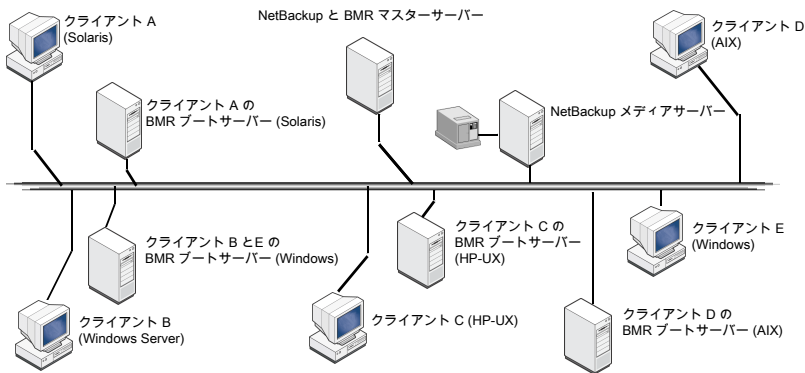 クライアント A
(Solaris)
NetBackup と BMR マスターサーバー
クライアント D
(AIX)
クライアント A の
BMR ブートサーバー (Solaris)
NetBackup メディアサーバー
クライアント B とE の
BMR ブートサーバー (Windows)
クライアント C の
BMR ブートサーバー
(HP-UX)
クライアント E
(Windows)
クライアント B
(Windows Server)
クライアント C (HP-UX)
クライアント D の
BMR ブートサーバー (AIX)